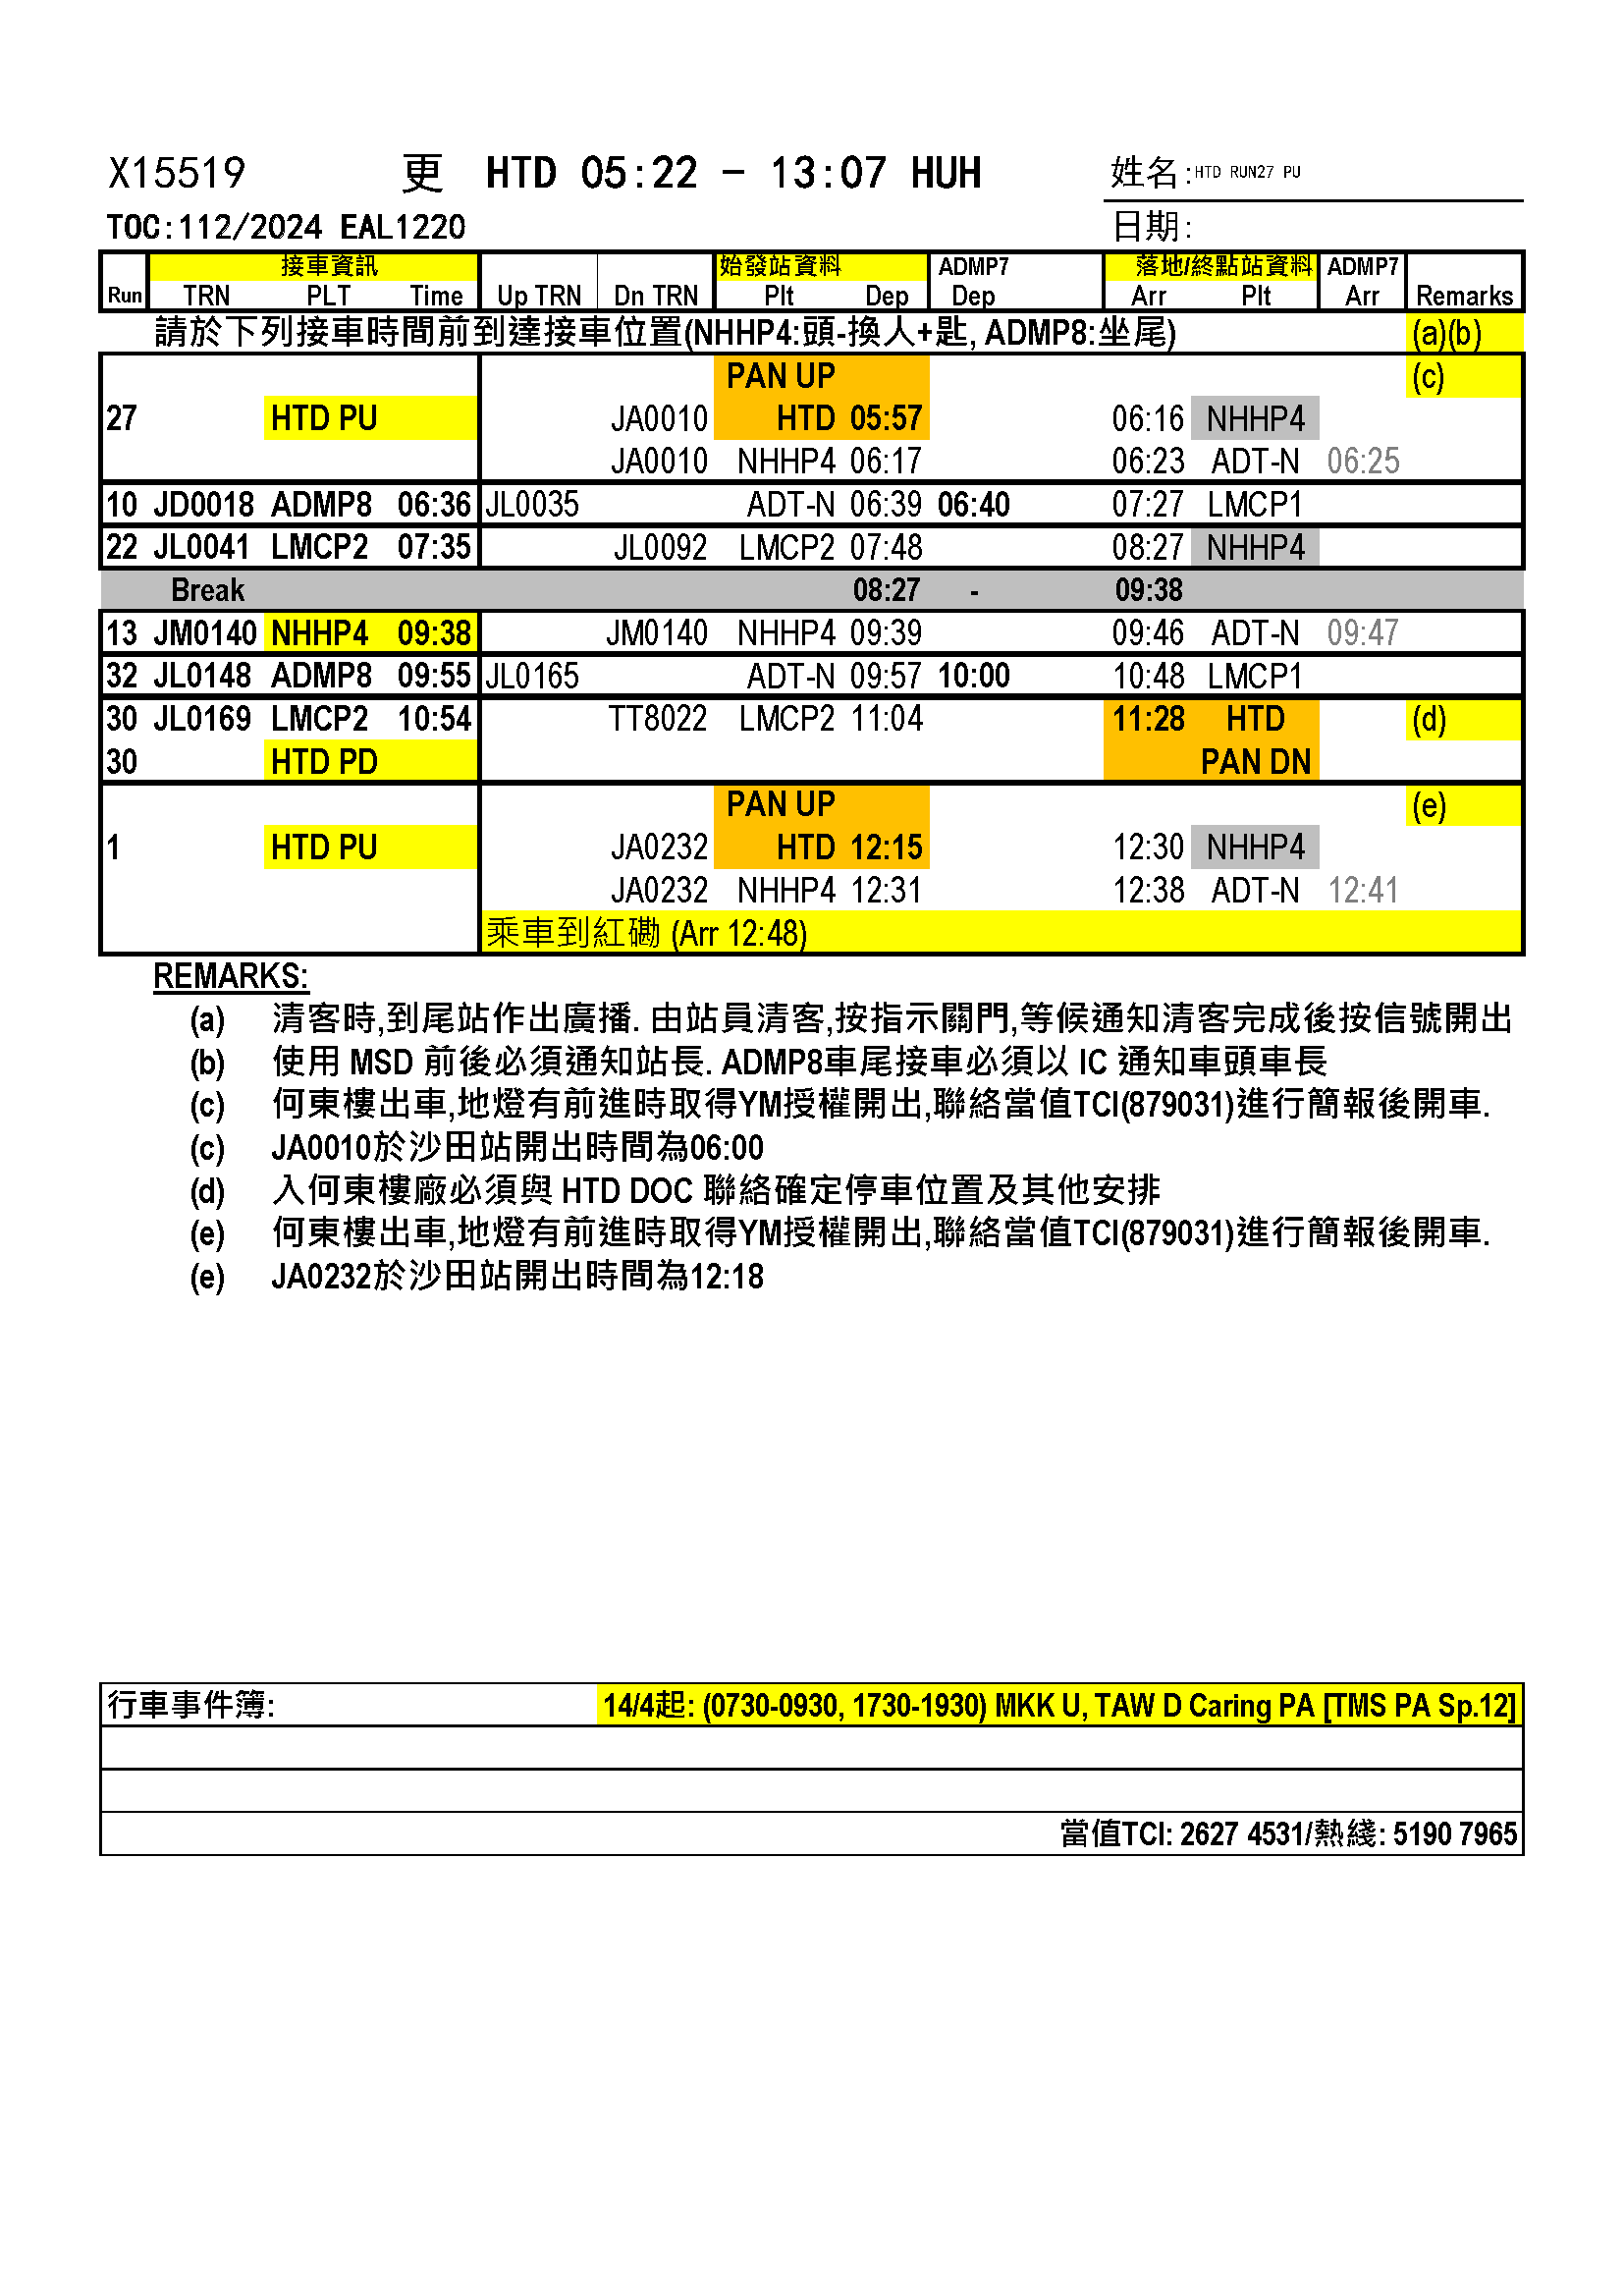 X15519 更 HTD 05:22 - 13:07 HUH 姓名:HTD RUN27 PU
TOC:112/2024 EAL1220 日期:
接車資訊 始發站資料 ADMP7 落地/終點站資料 ADMP7
Run TRN PLT Time Up TRN Dn TRN Plt Dep Dep Arr Plt Arr Remarks
請於下列接車時間前到達接車位置(NHHP4:頭-換人+匙, ADMP8:坐尾) (a)(b)
PAN UP (c)
27 HTD PU JA0010 HTD 05:57 06:16 NHHP4
JA0010 NHHP4 06:17 06:23 ADT-N 06:25
10 JD0018 ADMP8 06:36 JL0035 ADT-N 06:39 06:40 07:27 LMCP1
22 JL0041 LMCP2 07:35 JL0092 LMCP2 07:48 08:27 NHHP4
Break 08:27 - 09:38
13 JM0140 NHHP4 09:38 JM0140 NHHP4 09:39 09:46 ADT-N 09:47
32 JL0148 ADMP8 09:55 JL0165 ADT-N 09:57 10:00 10:48 LMCP1
30 JL0169 LMCP2 10:54 TT8022 LMCP2 11:04 11:28 HTD (d)
30 HTD PD PAN DN
PAN UP (e)
1 HTD PU JA0232 HTD 12:15 12:30 NHHP4
JA0232 NHHP4 12:31 12:38 ADT-N 12:41
乘車到紅磡 (Arr 12:48)
REMARKS:
(a) 清客時,到尾站作出廣播. 由站員清客,按指示關門,等候通知清客完成後按信號開出
(b) 使用 MSD 前後必須通知站長. ADMP8車尾接車必須以 IC 通知車頭車長
(c) 何東樓出車,地燈有前進時取得YM授權開出,聯絡當值TCI(879031)進行簡報後開車.
(c) JA0010於沙田站開出時間為06:00
(d) 入何東樓廠必須與 HTD DOC 聯絡確定停車位置及其他安排
(e) 何東樓出車,地燈有前進時取得YM授權開出,聯絡當值TCI(879031)進行簡報後開車.
(e) JA0232於沙田站開出時間為12:18
行車事件簿: 14/4起: (0730-0930, 1730-1930) MKK U, TAW D Caring PA [TMS PA Sp.12]
當值TCI: 2627 4531/熱綫: 5190 7965